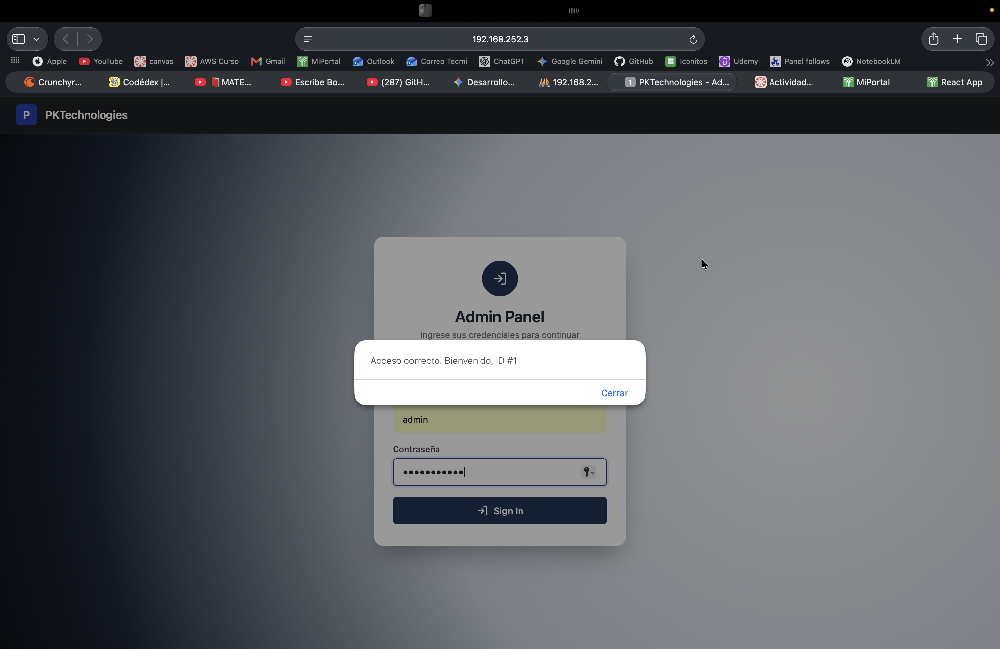 192.168.252.3
Apple YouTube canvas AWS Curso Gmail MiPortal Outlook Correo Tecmi ChatGPT Google Gemini GitHub Iconitos Udemy Panel follows NotebookLM
Crunchyr... Codédex |... MATE... Escribe Bo... (287) GitH... Desarrollo... PMA 192.168.2... 1 PKTechnologies - Ad... Actividad... MiPortal React App
P PKTechnologies
Admin Panel
Ingrese sus credenciales para continuar
Acceso correcto. Bienvenido, ID #1
Cerrar
admin
Contraseña
Sign In